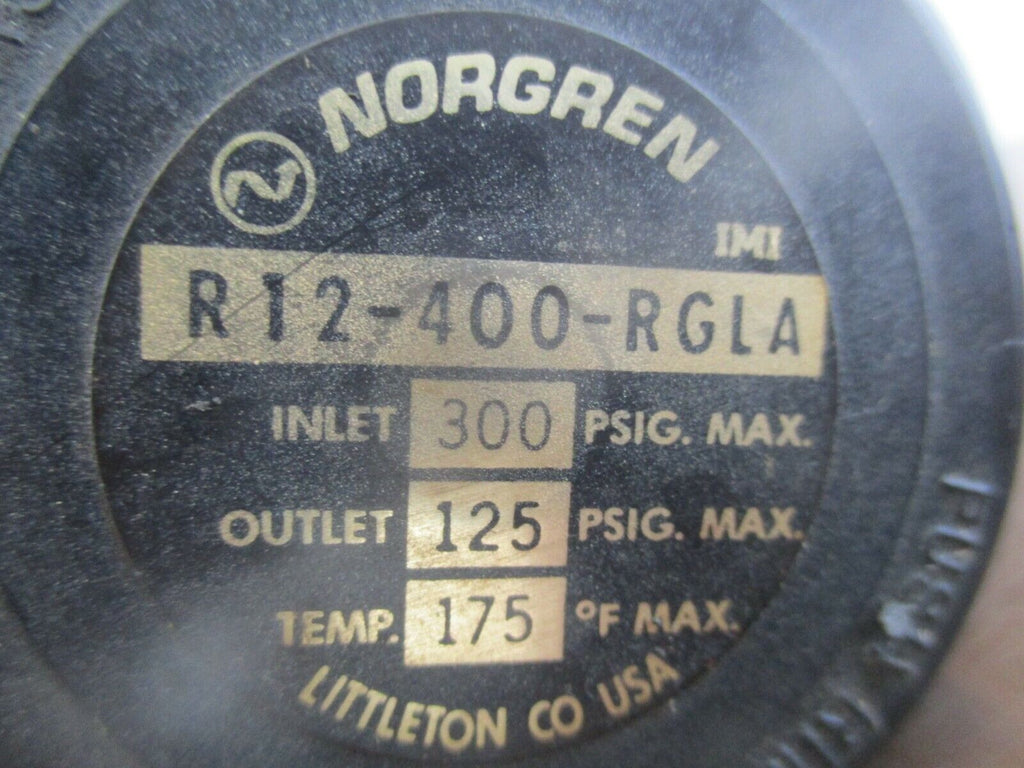 NORGREN
IMI
R12-400-RGLA
INLET 300 PSIG. MAX.
OUTLET 125 PSIG. MAX.
TEMP. 175 °F MAX.
LITTLETON CO USA